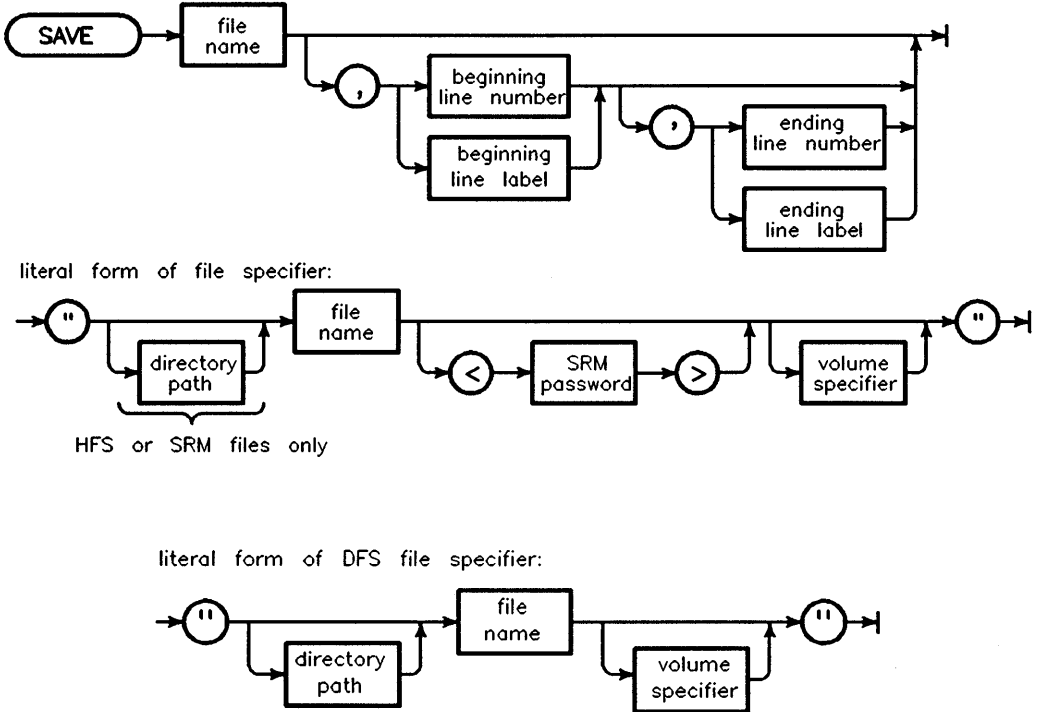 SAVE
file
name
,
beginning
line number
beginning
line label
,
ending
line number
ending
line label
literal form of file specifier:
"
directory
path
HFS or SRM files only
file
name
<
SRM
password
>
volume
specifier
"
literal form of DFS file specifier:
"
directory
path
file
name
volume
specifier
"